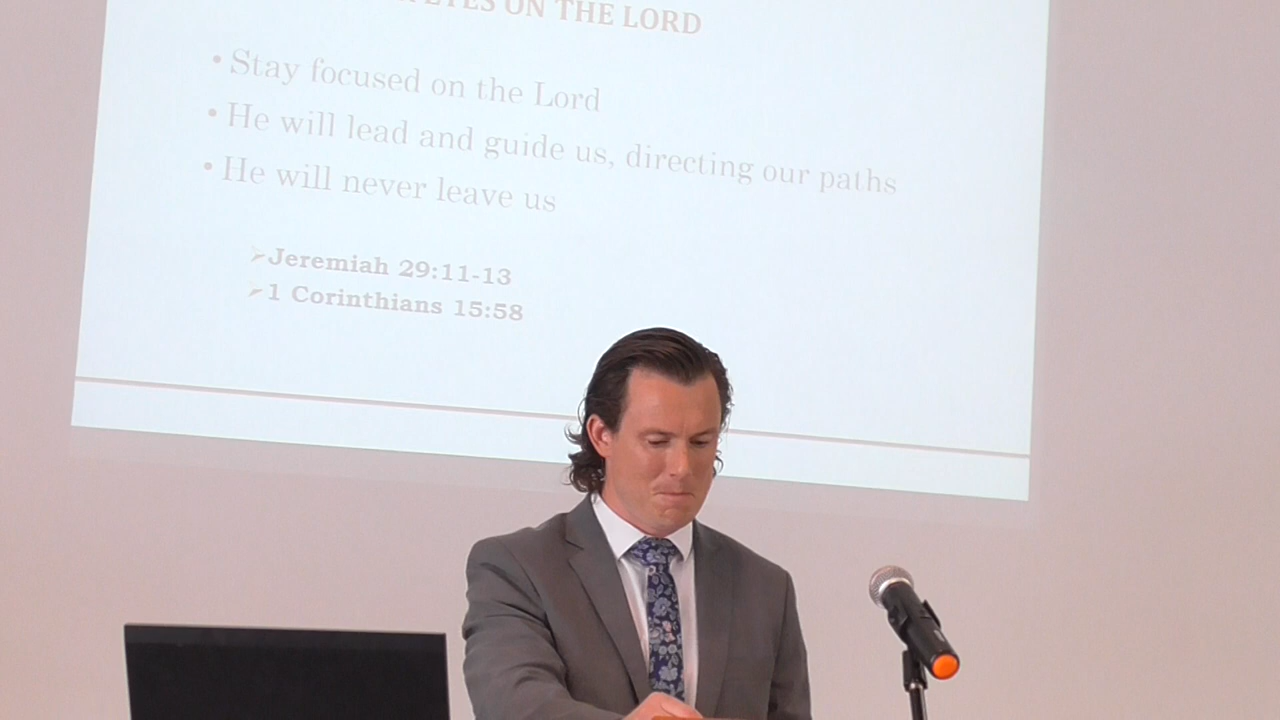 EYES ON THE LORD
• Stay focused on the Lord
• He will lead and guide us, directing our paths
• He will never leave us
➢Jeremiah 29:11-13
➢1 Corinthians 15:58